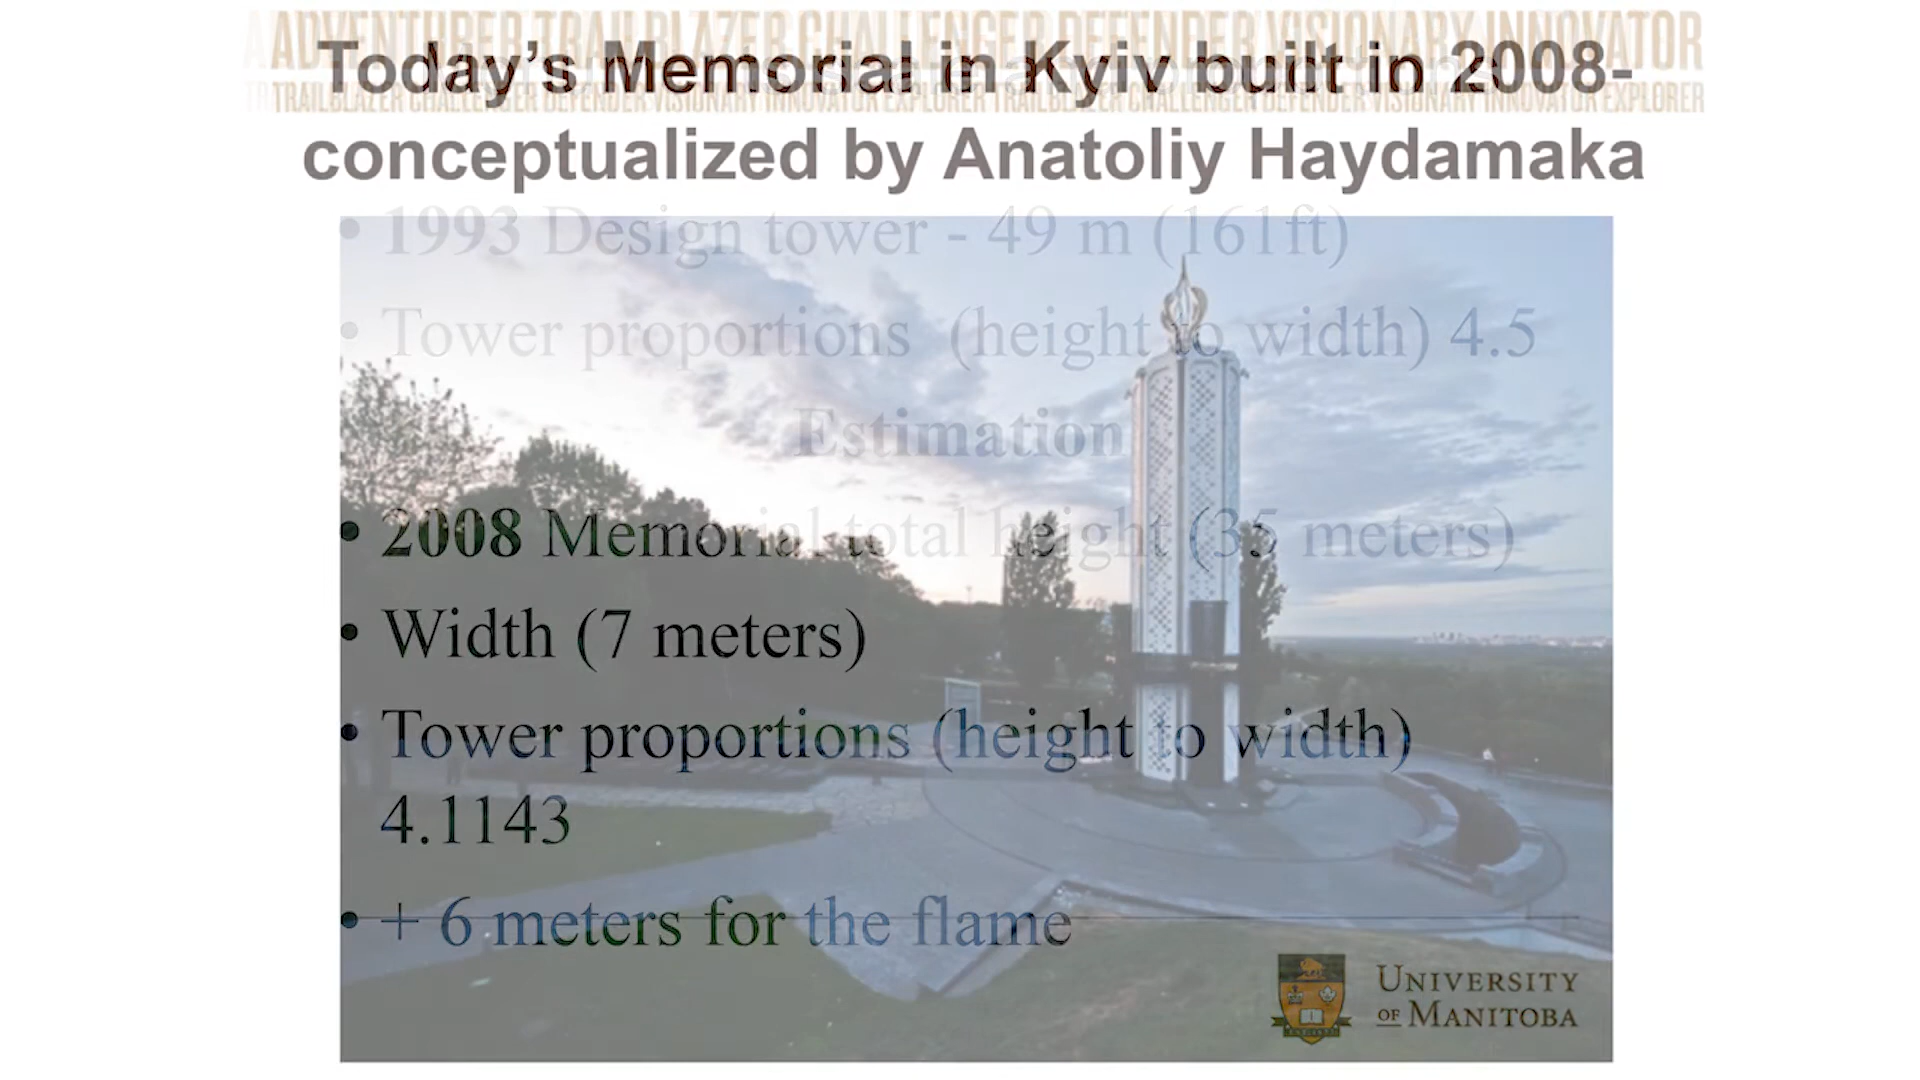 ADVENTURER TRAILBLAZER CHALLENGER DEFENDER VISIONARY INNOVATOR
TRAILBLAZER CHALLENGER DEFENDER VISIONARY INNOVATOR EXPLORER TRAILBLAZER CHALLENGER DEFENDER VISIONARY INNOVATOR EXPLORER
Today’s Memorial in Kyiv built in 2008-
conceptualized by Anatoliy Haydamaka
• 1993 Design tower - 49 m (161ft)
• Tower proportions (height to width) 4.5
Estimation
• 2008 Memorial total height (35 meters)
• Width (7 meters)
• Tower proportions (height to width)
4.1143
• + 6 meters for the flame
UNIVERSITY
OF MANITOBA